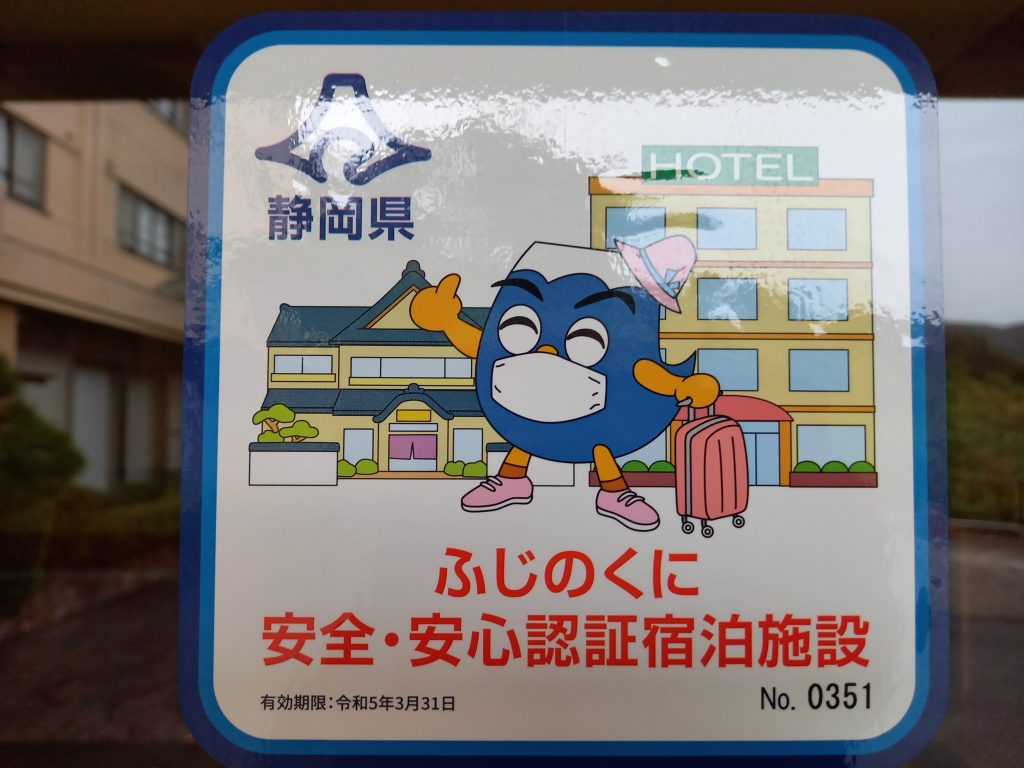 静岡県
HOTEL
ふじのくに
安全・安心認証宿泊施設
有効期限:令和5年3月31日
No. 0351